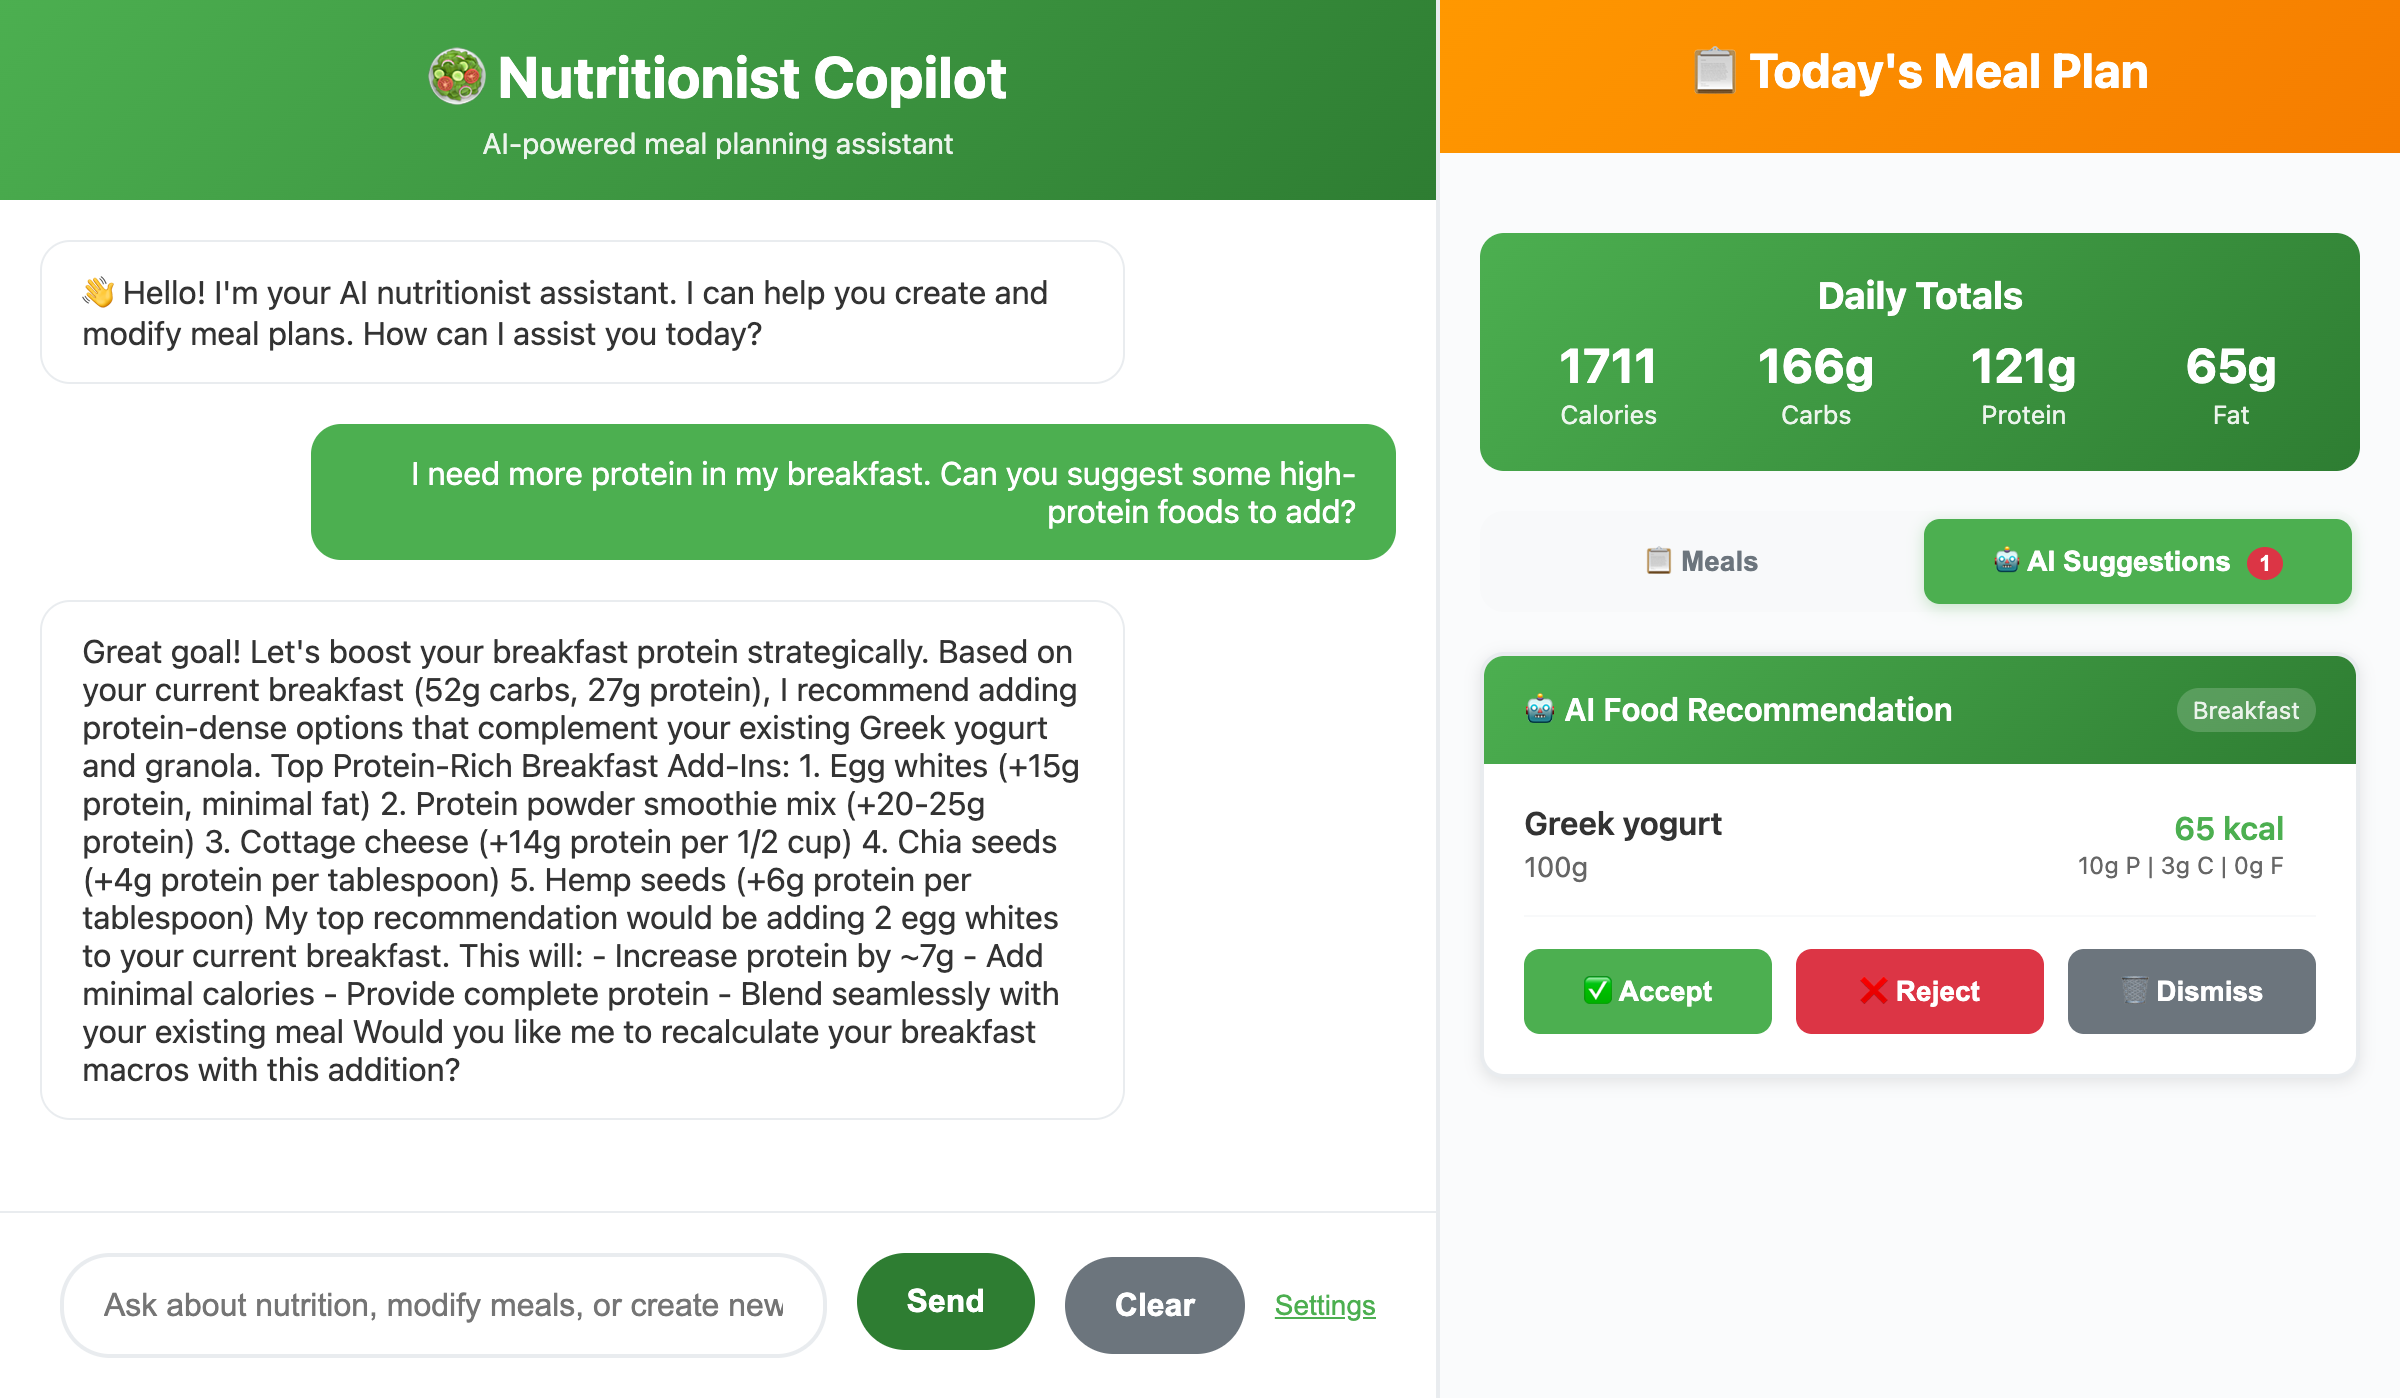 Nutritionist Copilot
AI-powered meal planning assistant
👋 Hello! I'm your AI nutritionist assistant. I can help you create and
modify meal plans. How can I assist you today?
I need more protein in my breakfast. Can you suggest some high-
protein foods to add?
Great goal! Let's boost your breakfast protein strategically. Based on
your current breakfast (52g carbs, 27g protein), I recommend adding
protein-dense options that complement your existing Greek yogurt
and granola. Top Protein-Rich Breakfast Add-Ins: 1. Egg whites (+15g
protein, minimal fat) 2. Protein powder smoothie mix (+20-25g
protein) 3. Cottage cheese (+14g protein per 1/2 cup) 4. Chia seeds
(+4g protein per tablespoon) 5. Hemp seeds (+6g protein per
tablespoon) My top recommendation would be adding 2 egg whites
to your current breakfast. This will: - Increase protein by ~7g - Add
minimal calories - Provide complete protein - Blend seamlessly with
your existing meal Would you like me to recalculate your breakfast
macros with this addition?
Ask about nutrition, modify meals, or create new
Send
Clear
Settings
Today's Meal Plan
Daily Totals
1711 166g 121g 65g
Calories Carbs Protein Fat
Meals
AI Suggestions 1
AI Food Recommendation
Breakfast
Greek yogurt
100g
65 kcal
10g P | 3g C | 0g F
✅ Accept
❌ Reject
🗑️ Dismiss